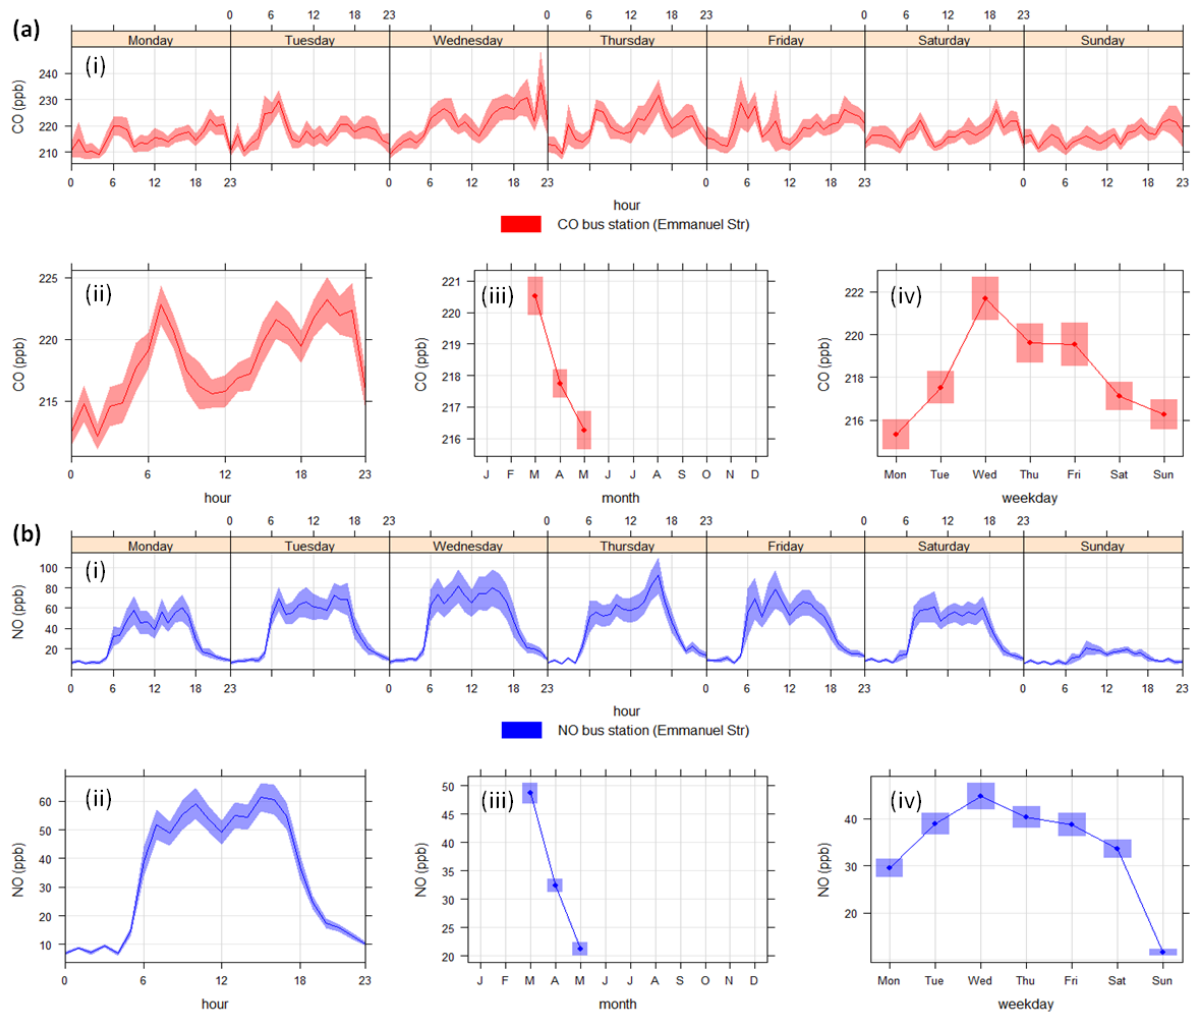 (a)
0 6 12 18 23 0 6 12 18 23 0 6 12 18 23
Monday Tuesday Wednesday Thursday Friday Saturday Sunday
(i)
CO (ppb)
240
230
220
210
0 6 12 18 23 0 6 12 18 23 0 6 12 18 23 0 6 12 18 23
hour
CO bus station (Emmanuel Str)
(ii)
CO (ppb)
225
220
215
0 6 12 18 23
hour
(iii)
CO (ppb)
221
220
219
218
217
216
J F M A M J J A S O N D
month
(iv)
CO (ppb)
222
220
218
216
Mon Tue Wed Thu Fri Sat Sun
weekday
(b)
0 6 12 18 23 0 6 12 18 23 0 6 12 18 23
Monday Tuesday Wednesday Thursday Friday Saturday Sunday
(i)
NO (ppb)
100
80
60
40
20
0 6 12 18 23 0 6 12 18 23 0 6 12 18 23 0 6 12 18 23
hour
NO bus station (Emmanuel Str)
(ii)
NO (ppb)
60
50
40
30
20
10
0 6 12 18 23
hour
(iii)
NO (ppb)
50
45
40
35
30
25
20
J F M A M J J A S O N D
month
(iv)
NO (ppb)
40
30
20
Mon Tue Wed Thu Fri Sat Sun
weekday